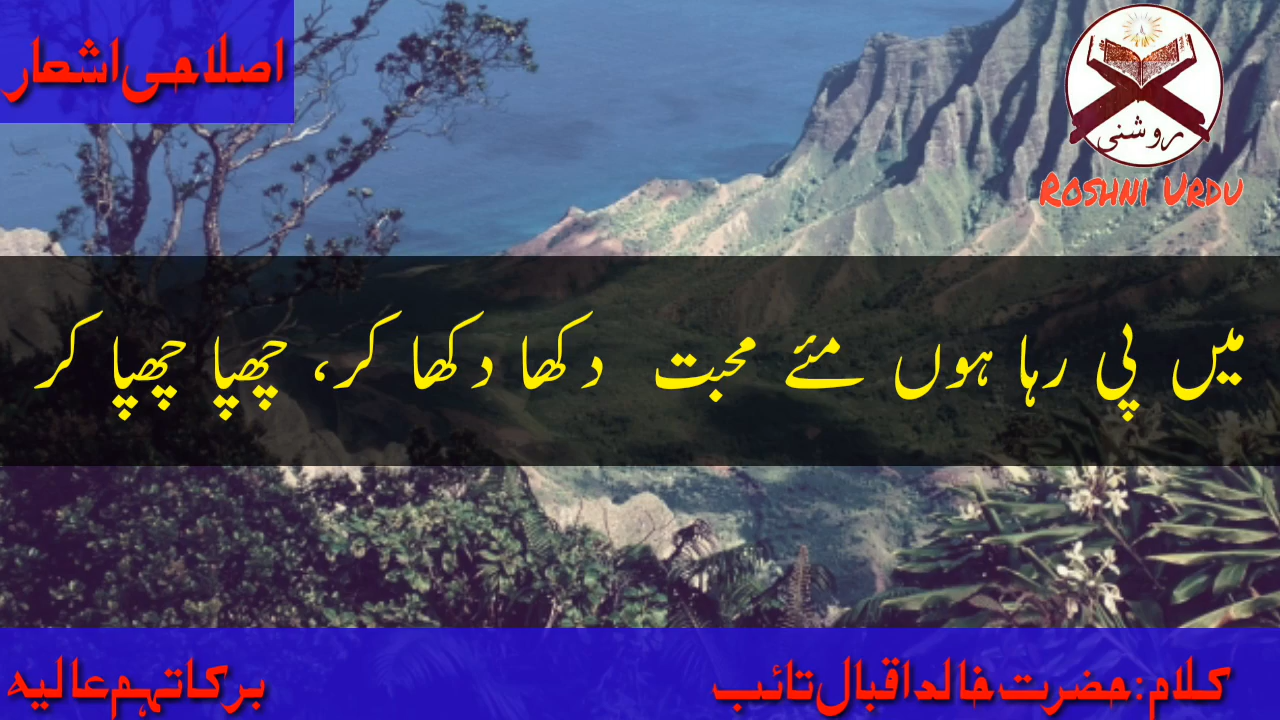 اصلاحی اشعار
روشنی
Roshni Urdu
میں پی رہا ہوں مئے محبت دکھا دکھا کر، چھپا چھپا کر
کلام: حضرت خالد اقبال تائب برکاتہم عالیہ